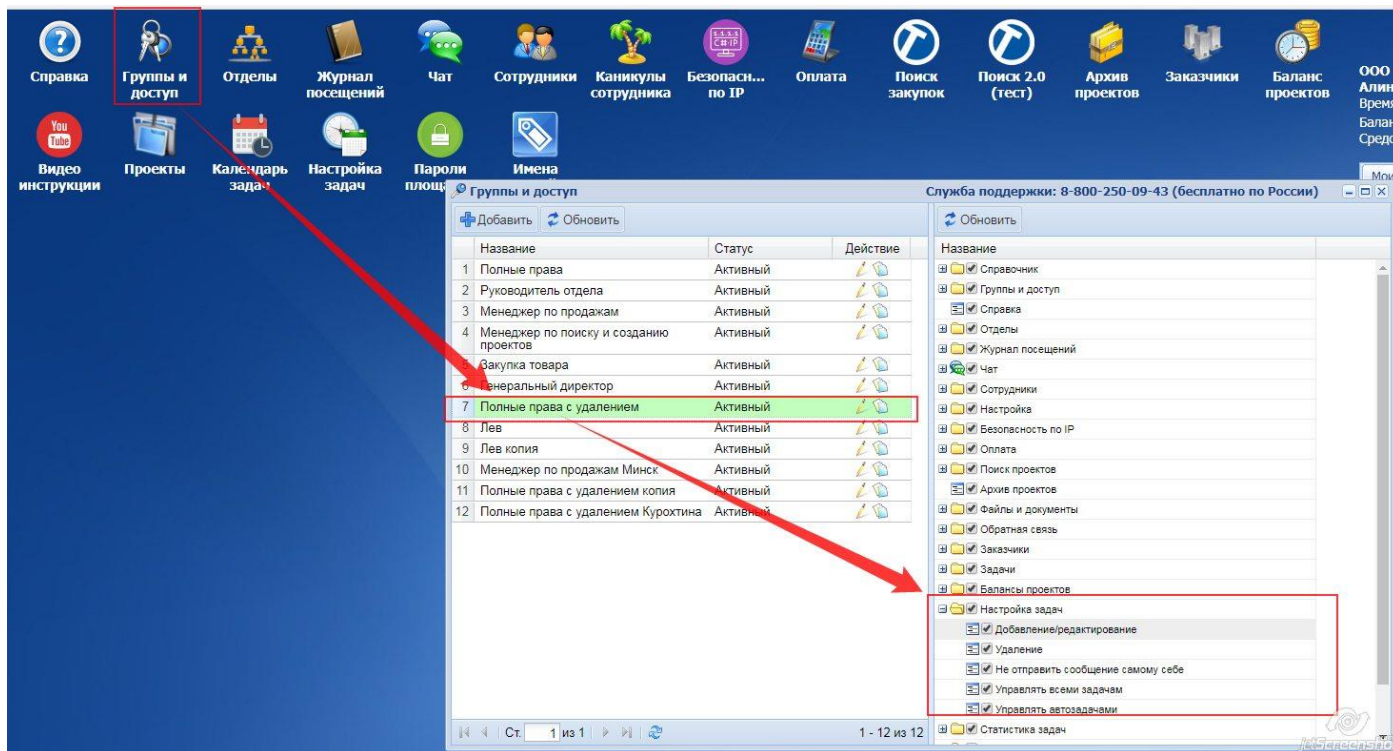 Справка
Группы и доступ
Отделы
Журнал посещений
Чат
Сотрудники
Каникулы сотрудника
Безопасн... по IP
Оплата
Поиск закупок
Поиск 2.0 (тест)
Архив проектов
Заказчики
Баланс проектов
ООО
Алин
Время
Балан
Средс
Мои
You Tube
Видео инструкции
Проекты
Календарь задач
Настройка задач
Пароли площа
Имена
Группы и доступ
Служба поддержки: 8-800-250-09-43 (бесплатно по России)
Добавить Обновить
Название Статус Действие
1 Полные права Активный
2 Руководитель отдела Активный
3 Менеджер по продажам Активный
4 Менеджер по поиску и созданию Активный
проектов
5 Закупка товара Активный
6 Генеральный директор Активный
7 Полные права с удалением Активный
8 Лев Активный
9 Лев копия Активный
10 Менеджер по продажам Минск Активный
11 Полные права с удалением копия Активный
12 Полные права с удалением Курохтина Активный
Ст. 1 из 1
1 - 12 из 12
Обновить
Название
Справочник
Группы и доступ
Справка
Отделы
Журнал посещений
Чат
Сотрудники
Настройка
Безопасность по IP
Оплата
Поиск проектов
Архив проектов
Файлы и документы
Обратная связь
Заказчики
Задачи
Балансы проектов
Настройка задач
Добавление/редактирование
Удаление
Не отправить сообщение самому себе
Управлять всеми задачам
Управлять автозадачами
Статистика задач